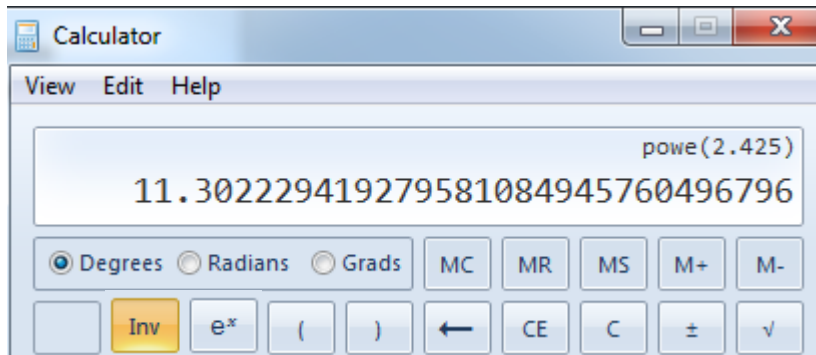 Calculator
View Edit Help
powe(2.425)
11.302229419279581084945760496796
Degrees Radians Grads MC MR MS M+ M-
Inv eˣ ( ) ← CE C ± √